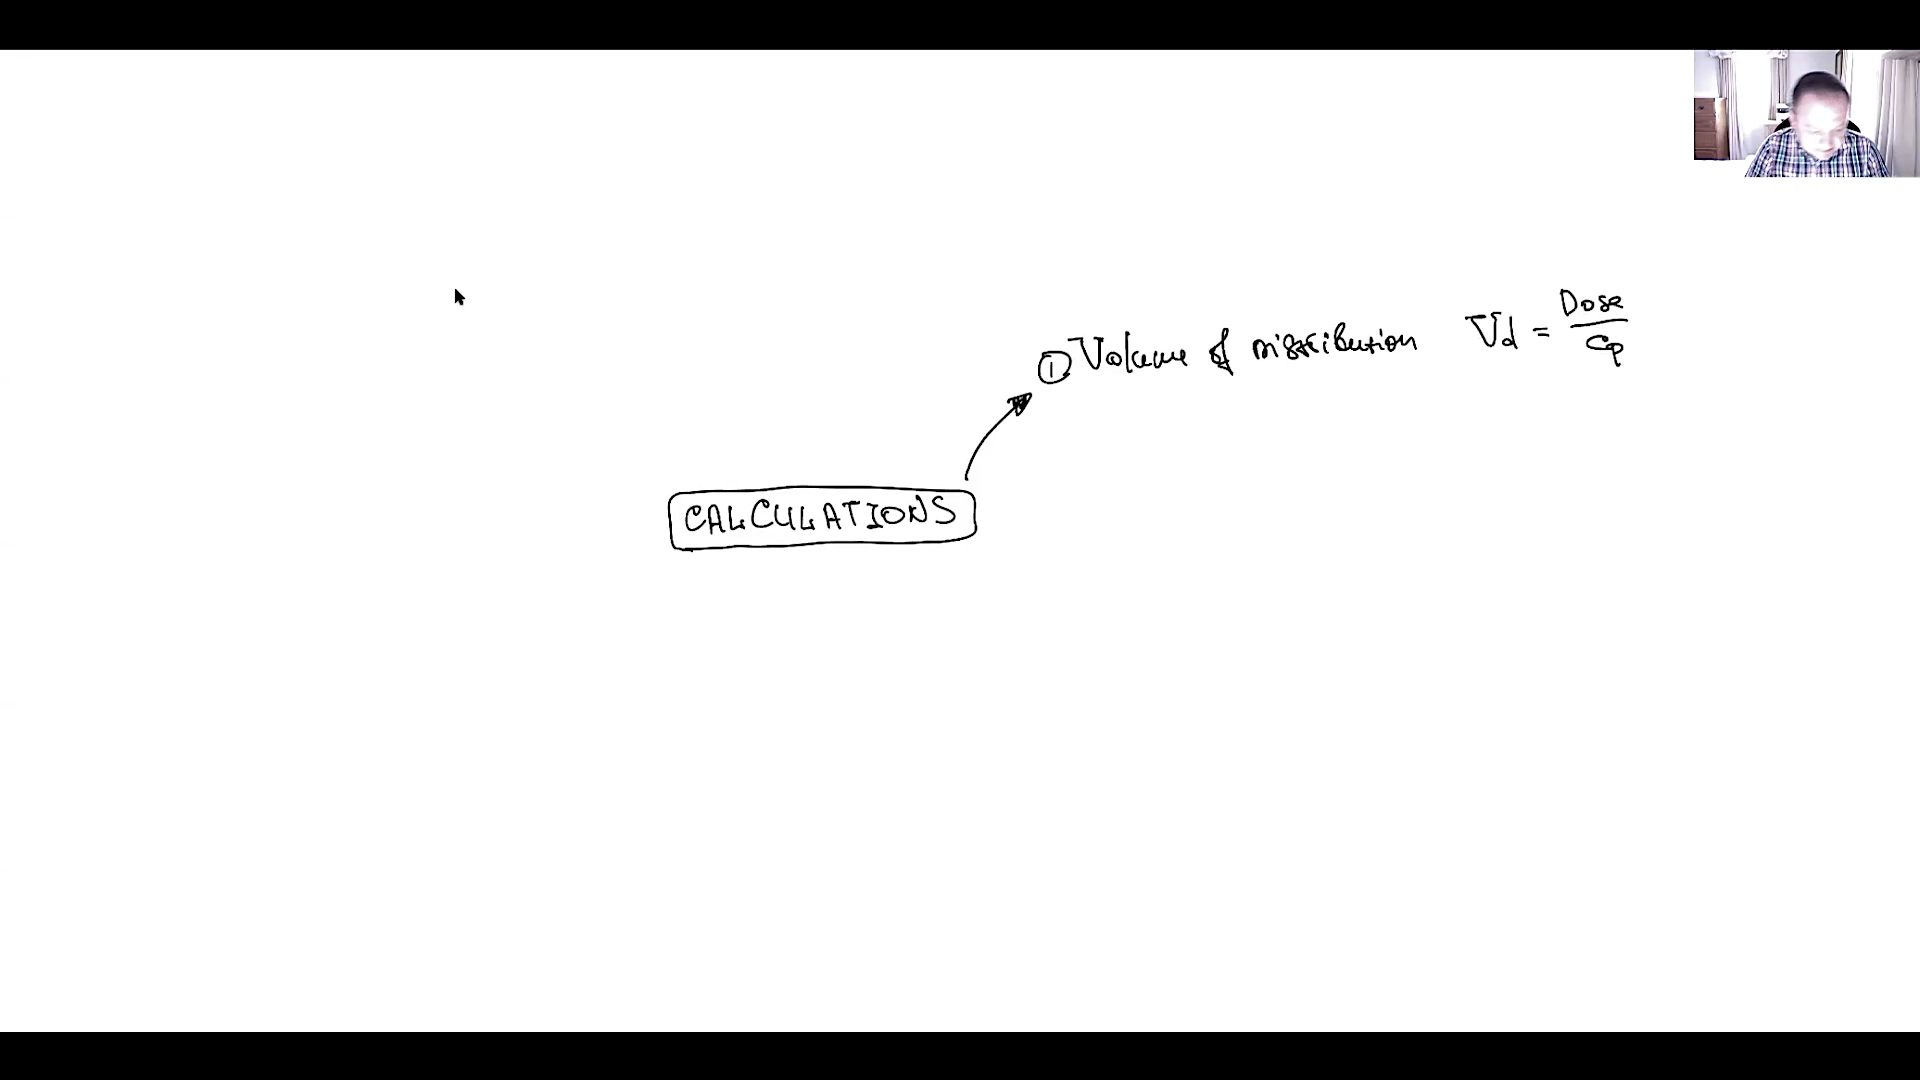 ① Volume of Distribution Vd = Dose / Cp
CALCULATIONS